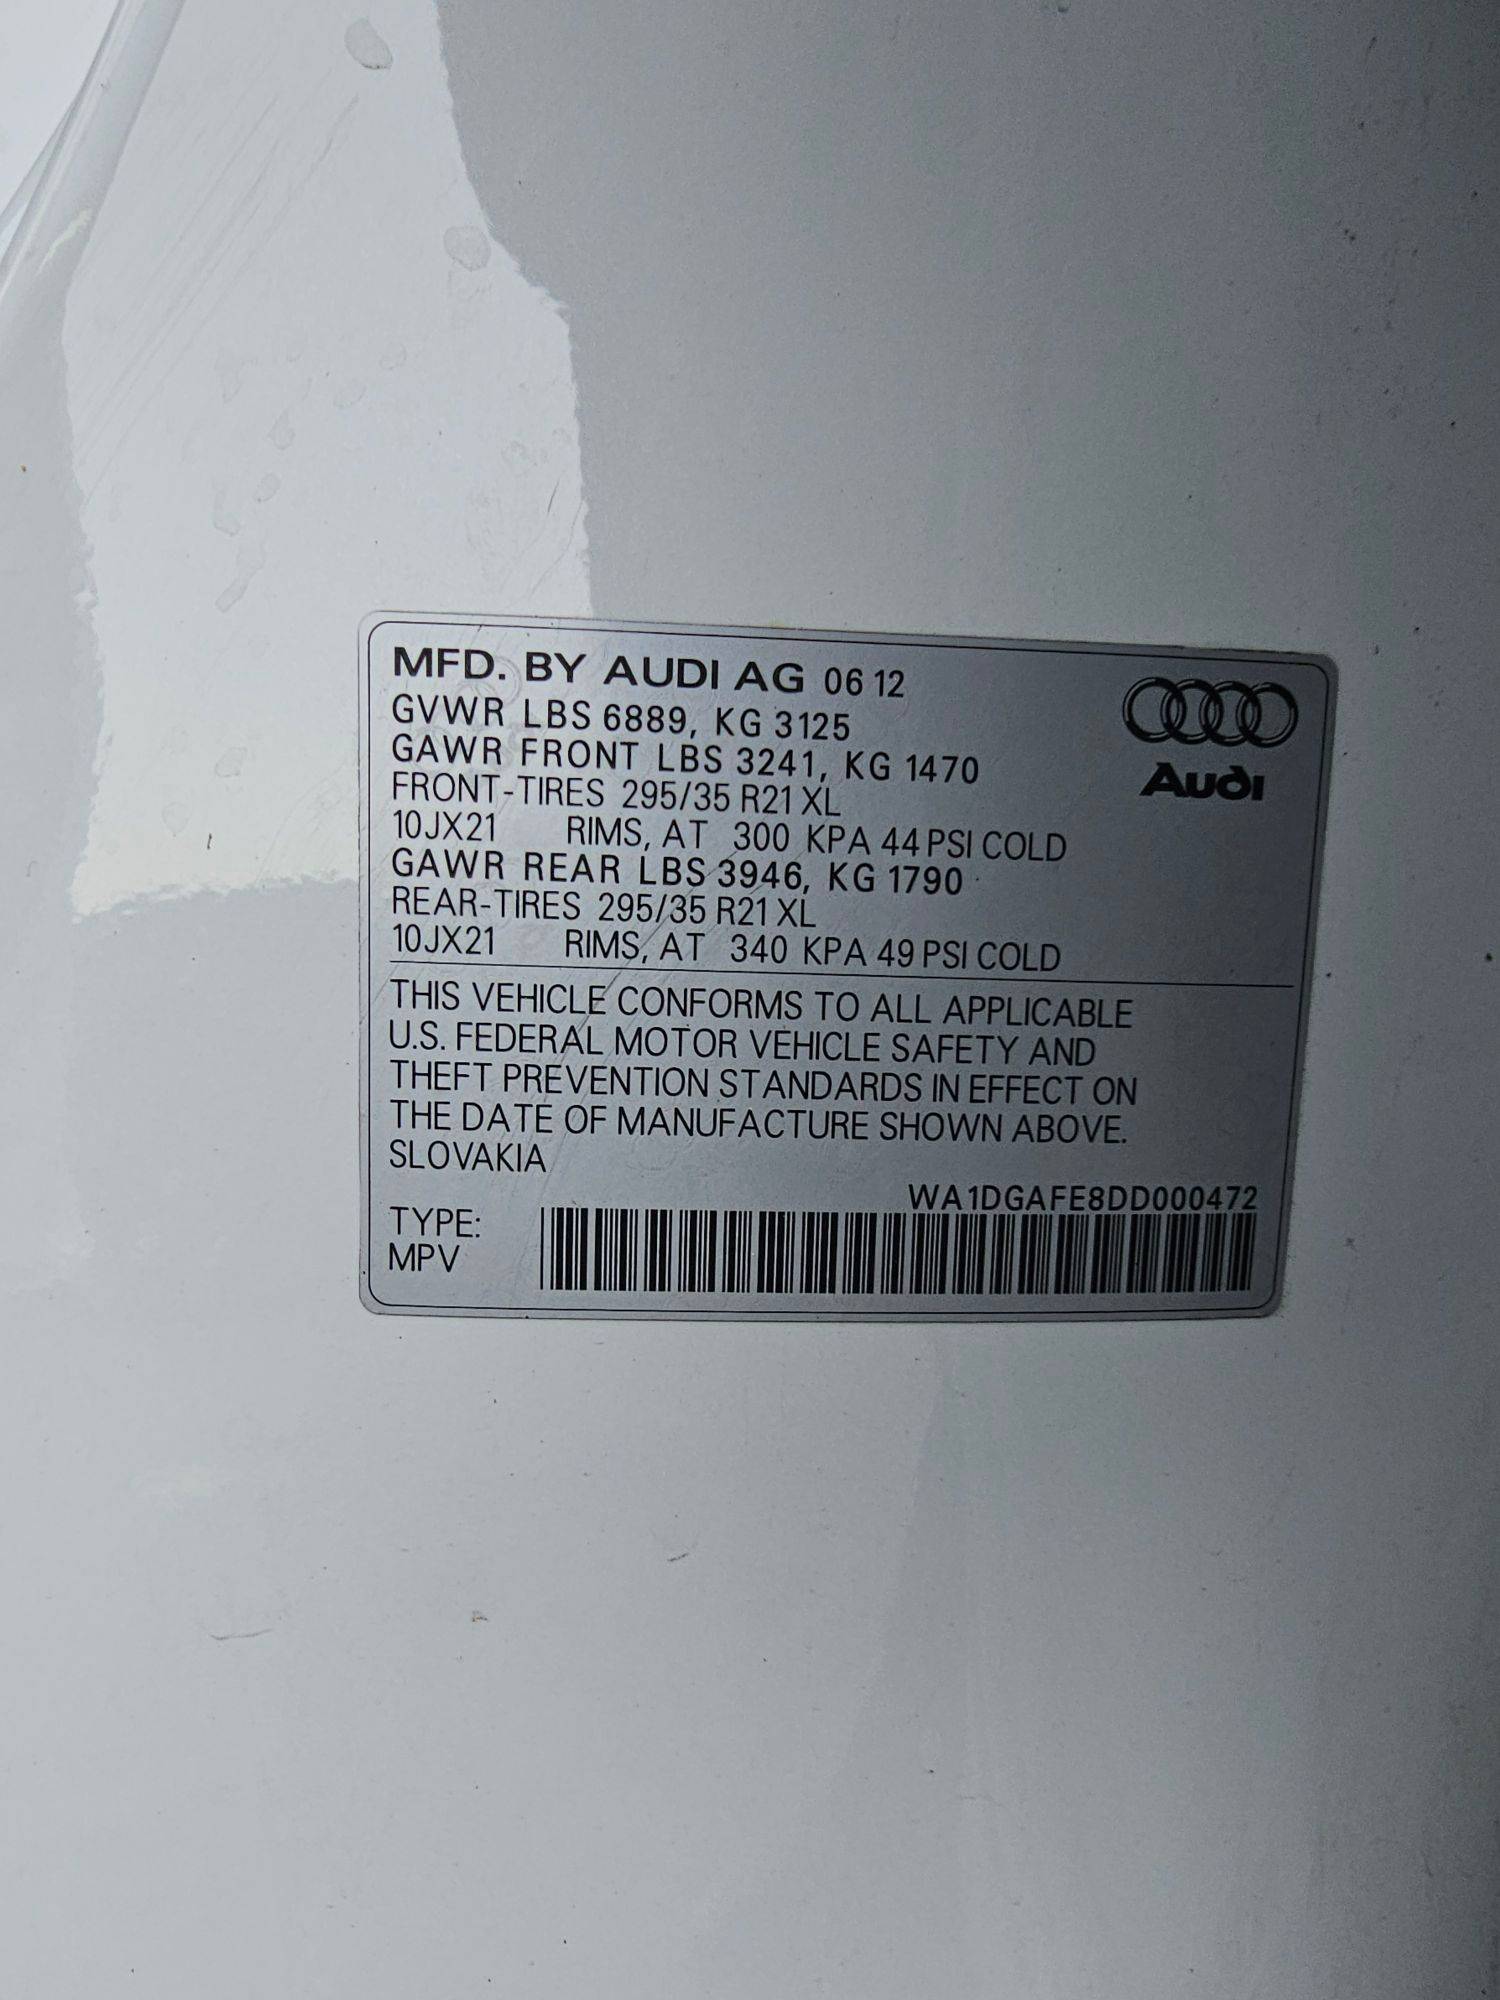 MFD. BY AUDI AG 06 12
GVWR LBS 6889, KG 3125
GAWR FRONT LBS 3241, KG 1470
FRONT-TIRES 295/35 R21 XL
10JX21 RIMS, AT 300 KPA 44 PSI COLD
GAWR REAR LBS 3946, KG 1790
REAR-TIRES 295/35 R21 XL
10JX21 RIMS, AT 340 KPA 49 PSI COLD
Audi
THIS VEHICLE CONFORMS TO ALL APPLICABLE
U.S. FEDERAL MOTOR VEHICLE SAFETY AND
THEFT PREVENTION STANDARDS IN EFFECT ON
THE DATE OF MANUFACTURE SHOWN ABOVE.
SLOVAKIA
WA1DGAFE8DD000472
TYPE:
MPV